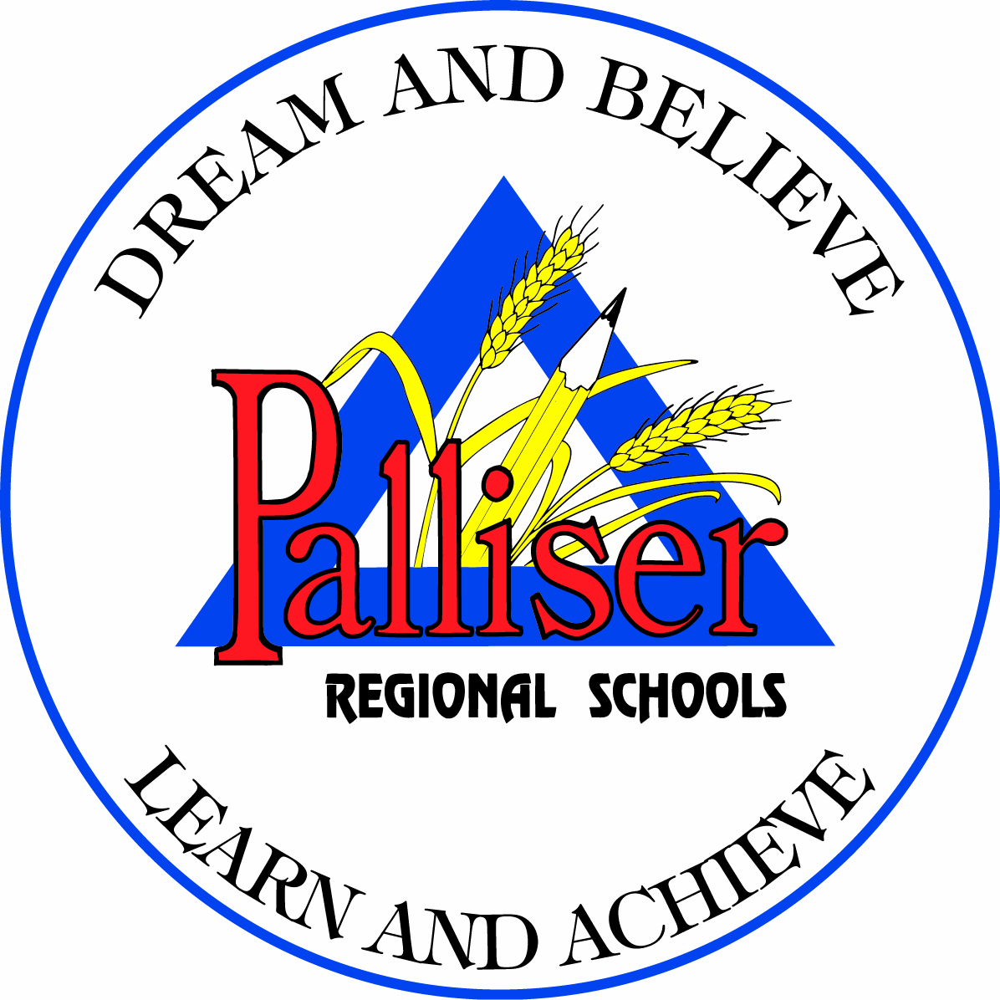 DREAM AND BELIEVE
Palliser
REGIONAL SCHOOLS
LEARN AND ACHIEVE